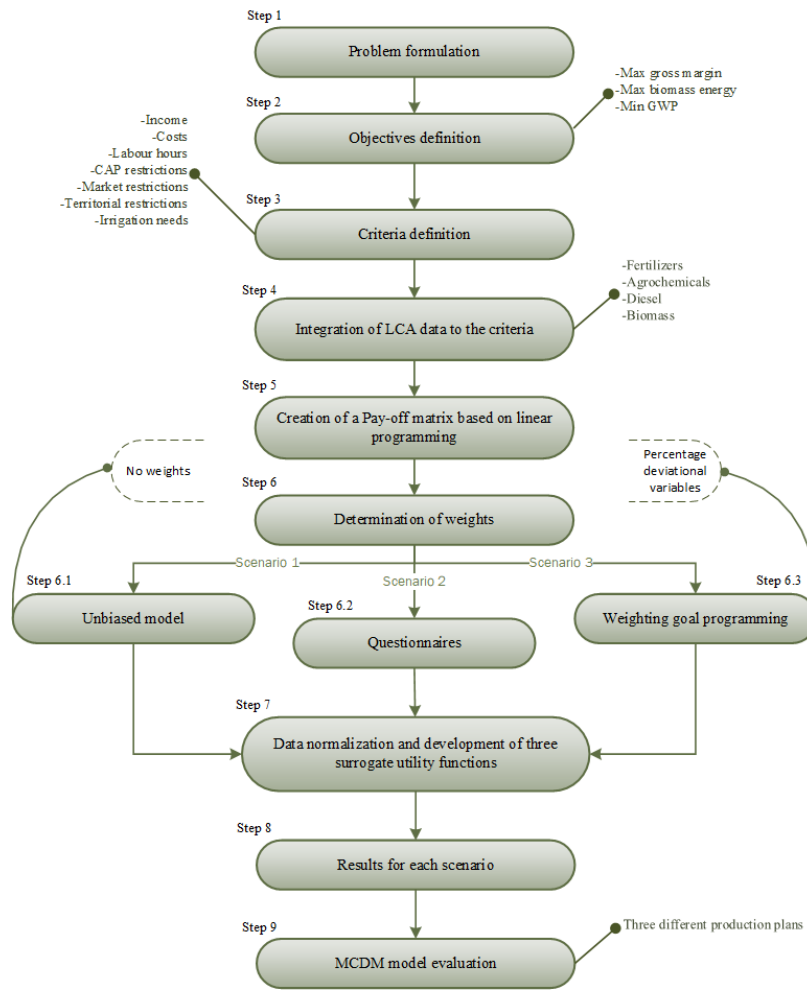 Step 1
Problem formulation
-Max gross margin
-Max biomass energy
-Min GWP
Step 2
Objectives definition
-Income
-Costs
-Labour hours
-CAP restrictions
-Market restrictions
-Territorial restrictions
-Irrigation needs
Step 3
Criteria definition
-Fertilizers
-Agrochemicals
-Diesel
-Biomass
Step 4
Integration of LCA data to the criteria
Step 5
Creation of a Pay-off matrix based on linear
programming
No weights
Percentage
deviational
variables
Step 6
Determination of weights
Scenario 1
Scenario 2
Scenario 3
Step 6.1
Unbiased model
Step 6.2
Questionnaires
Step 6.3
Weighting goal programming
Step 7
Data normalization and development of three
surrogate utility functions
Step 8
Results for each scenario
Step 9
MCDM model evaluation
Three different production plans